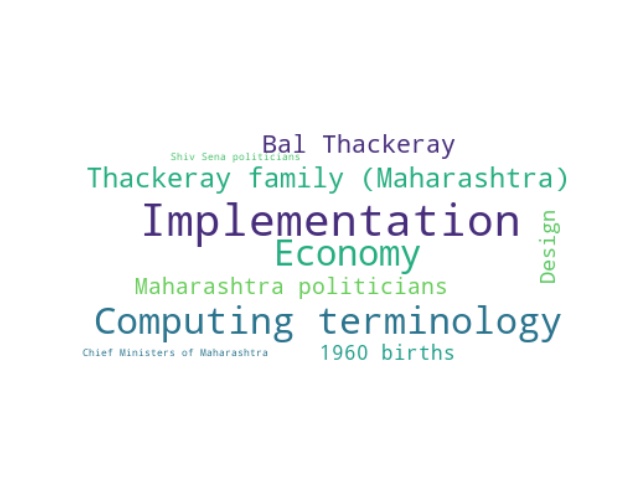 Bal Thackeray
Shiv Sena politicians
Thackeray family (Maharashtra)
Implementation
Design
Economy
Maharashtra politicians
Computing terminology
Chief Ministers of Maharashtra
1960 births